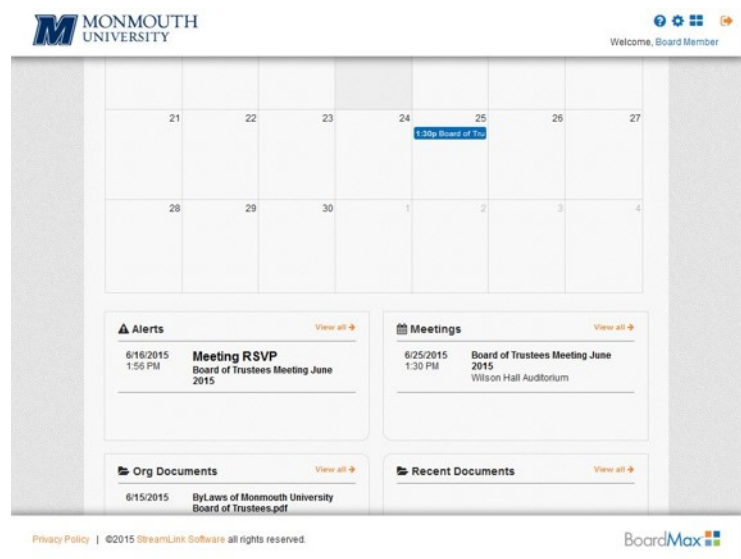 MONMOUTH
UNIVERSITY
Welcome, Board Member
21 22 23 24 25 26 27
1:30p Board of Tru
28 29 30 1 2 3 4
Alerts View all
6/16/2015 Meeting RSVP
1:56 PM Board of Trustees Meeting June
2015
Meetings View all
6/25/2015 Board of Trustees Meeting June
1:30 PM 2015
Wilson Hall Auditorium
Org Documents View all
6/15/2015 ByLaws of Monmouth University
Board of Trustees.pdf
Recent Documents View all
Privacy Policy | ©2015 StreamLink Software all rights reserved.
BoardMax